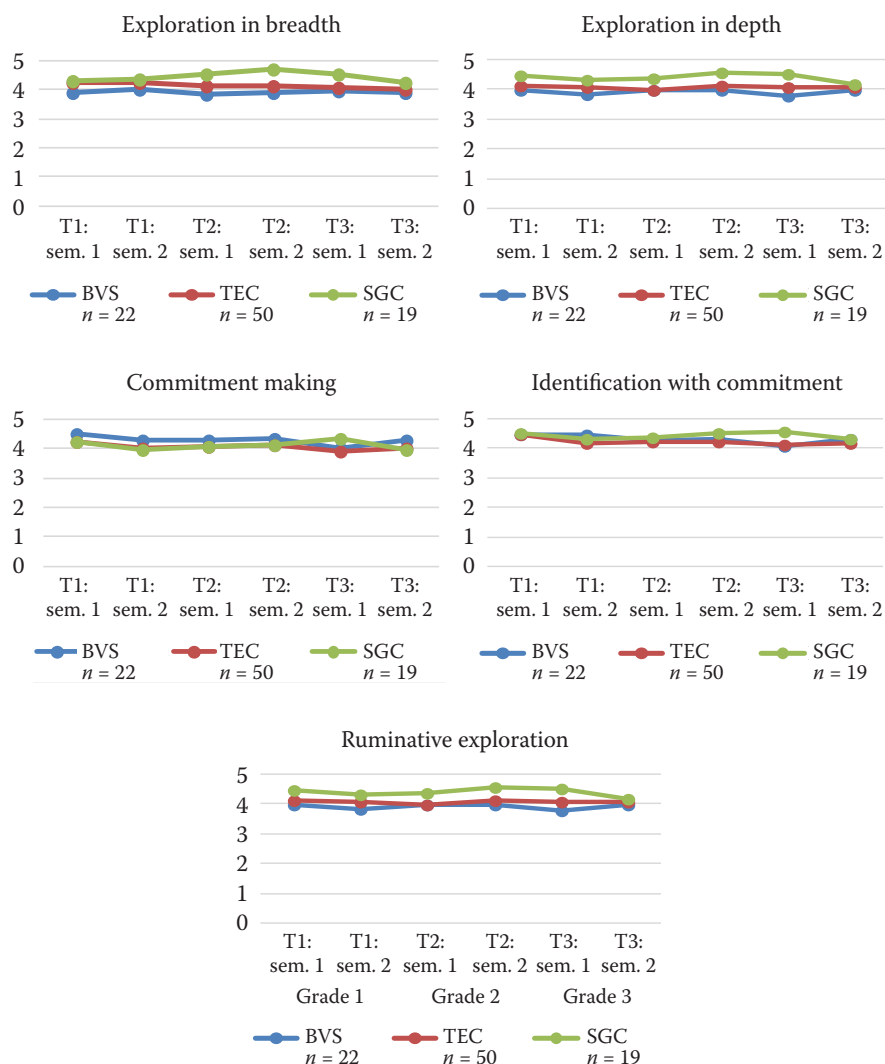 Exploration in breadth
5
4
3
2
1
0
T1: T1: T2: T2: T3: T3:
sem. 1 sem. 2 sem. 1 sem. 2 sem. 1 sem. 2
BVS TEC SGC
n = 22 n = 50 n = 19
Exploration in depth
5
4
3
2
1
0
T1: T1: T2: T2: T3: T3:
sem. 1 sem. 2 sem. 1 sem. 2 sem. 1 sem. 2
BVS TEC SGC
n = 22 n = 50 n = 19
Commitment making
5
4
3
2
1
0
T1: T1: T2: T2: T3: T3:
sem. 1 sem. 2 sem. 1 sem. 2 sem. 1 sem. 2
BVS TEC SGC
n = 22 n = 50 n = 19
Identification with commitment
5
4
3
2
1
0
T1: T1: T2: T2: T3: T3:
sem. 1 sem. 2 sem. 1 sem. 2 sem. 1 sem. 2
BVS TEC SGC
n = 22 n = 50 n = 19
Ruminative exploration
5
4
3
2
1
0
T1: T1: T2: T2: T3: T3:
sem. 1 sem. 2 sem. 1 sem. 2 sem. 1 sem. 2
Grade 1 Grade 2 Grade 3
BVS TEC SGC
n = 22 n = 50 n = 19